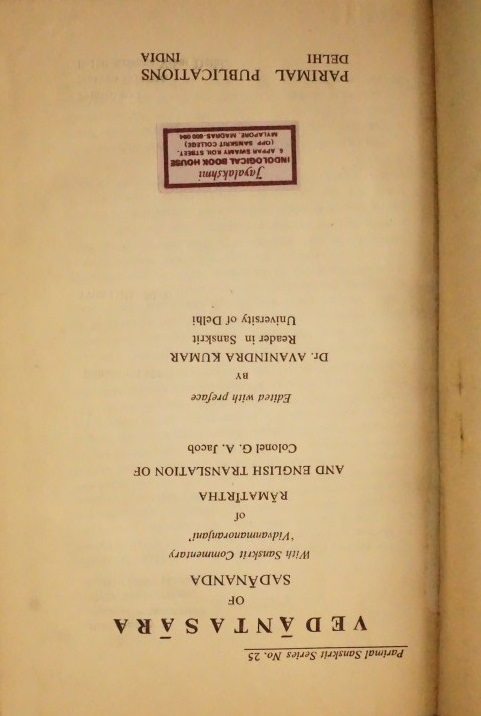 Parimal Sanskrit Series No. 25
VEDĀNTASĀRA
OF
SADĀNANDA
With Sanskrit Commentary
'Vidvanmanoranjani'
of
RĀMATĪRTHA
AND ENGLISH TRANSLATION OF
Colonel G. A. Jacob
Edited with preface
BY
Dr. AVANINDRA KUMAR
Reader in Sanskrit
University of Delhi
Jayalakshmi
INDOLOGICAL BOOK HOUSE
6 APPAR SWAMY KOIL STREET,
(OPP SANSKRIT COLLEGE)
MYLAPORE, MADRAS-600 004
PARIMAL PUBLICATIONS
DELHI INDIA